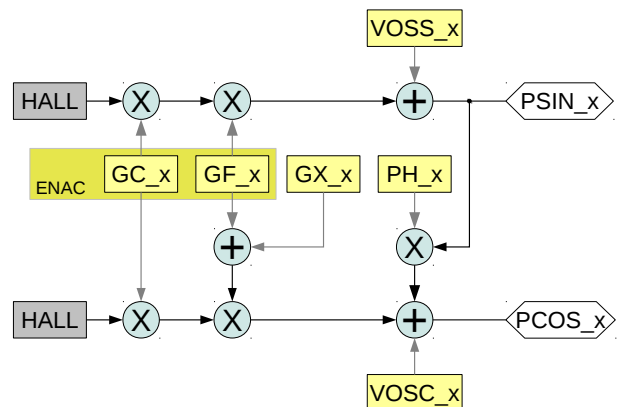 VOSS_x
HALL
X
X
+
PSIN_x
ENAC
GC_x
GF_x
GX_x
PH_x
+
X
HALL
X
X
+
PCOS_x
VOSC_x